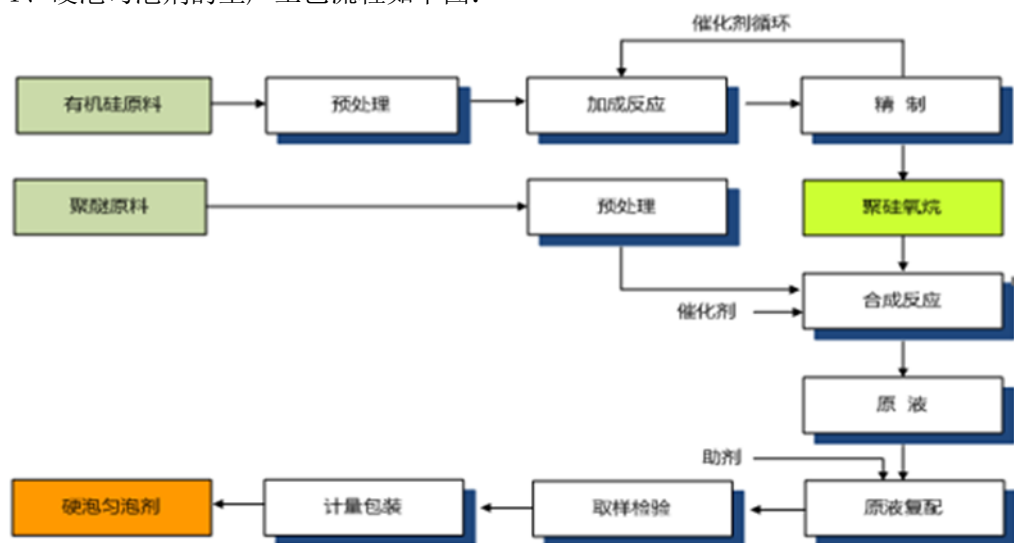 催化剂循环
有机硅原料
预处理
加成反应
精 制
聚醚原料
预处理
聚硅氧烷
合成反应
催化剂
原 液
助剂
硬泡匀泡剂
计量包装
取样检验
原液复配